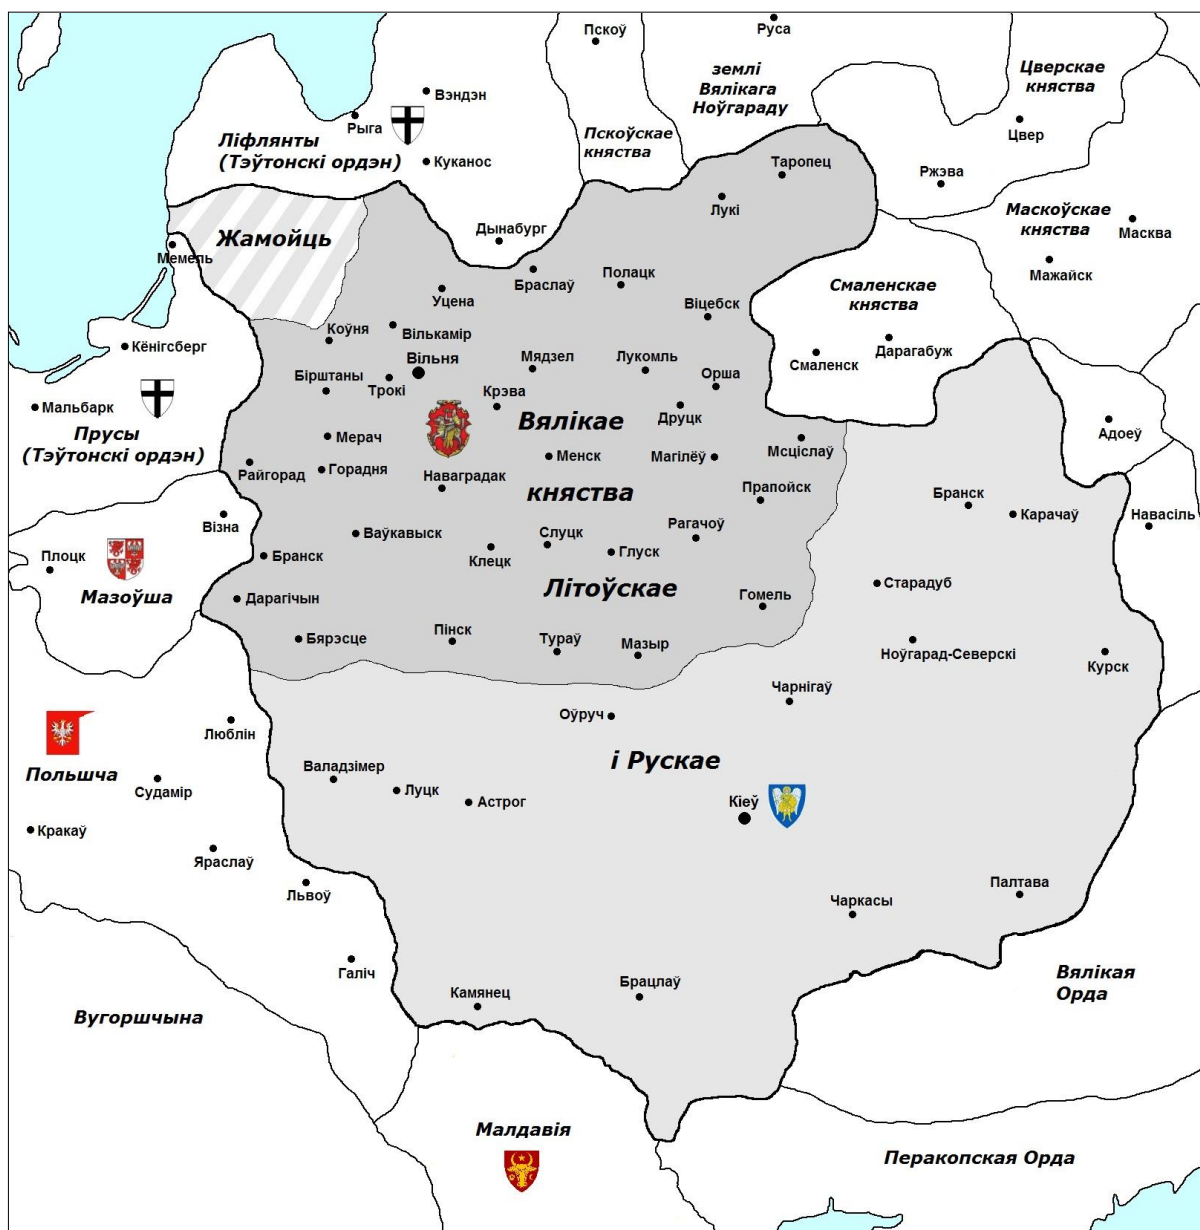 Пскоў
Руса
Цверскае
княства
землі
Вялікага
Ноўгараду
Вэндэн
Рыга
Цвер
Ліфлянты
(Тэўтонскі ордэн)
Пскоўскае
княства
Куканос
Таропец
Ржэва
Лукі
Маскоўскае
княства
Масква
Дынабург
Жамойць
Мемель
Мажайск
Браслаў
Полацк
Смаленскае
княства
Уцена
Віцебск
Коўня
Вількамір
Кёнігсберг
Вільня
Мядзел
Лукомль
Дарагабуж
Смаленск
Бірштаны
Трокі
Крэва
Орша
Мальбарк
Друцк
Вялікае
Адоеў
Прусы
(Тэўтонскі ордэн)
Мерач
Мсціслаў
Менск
Магілёў
Райгорад
Горадня
Наваградак
княства
Прапойск
Бранск
Карачаў
Навасіль
Візна
Рагачоў
Ваўкавыск
Слуцк
Глуск
Клецк
Плоцк
Бранск
Мазоўша
Літоўскае
Старадуб
Дарагічын
Гомель
Бярэсце
Пінск
Тураў
Мазыр
Ноўгарад-Северскі
Курск
Чарнігаў
Оўруч
Люблін
і Рускае
Польшча
Валадзімер
Судамір
Луцк
Астрог
Кіеў
Кракаў
Яраслаў
Львоў
Палтава
Чаркасы
Галіч
Вялікая
Орда
Камянец
Брацлаў
Вугоршчына
Малдавія
Перакопская Орда